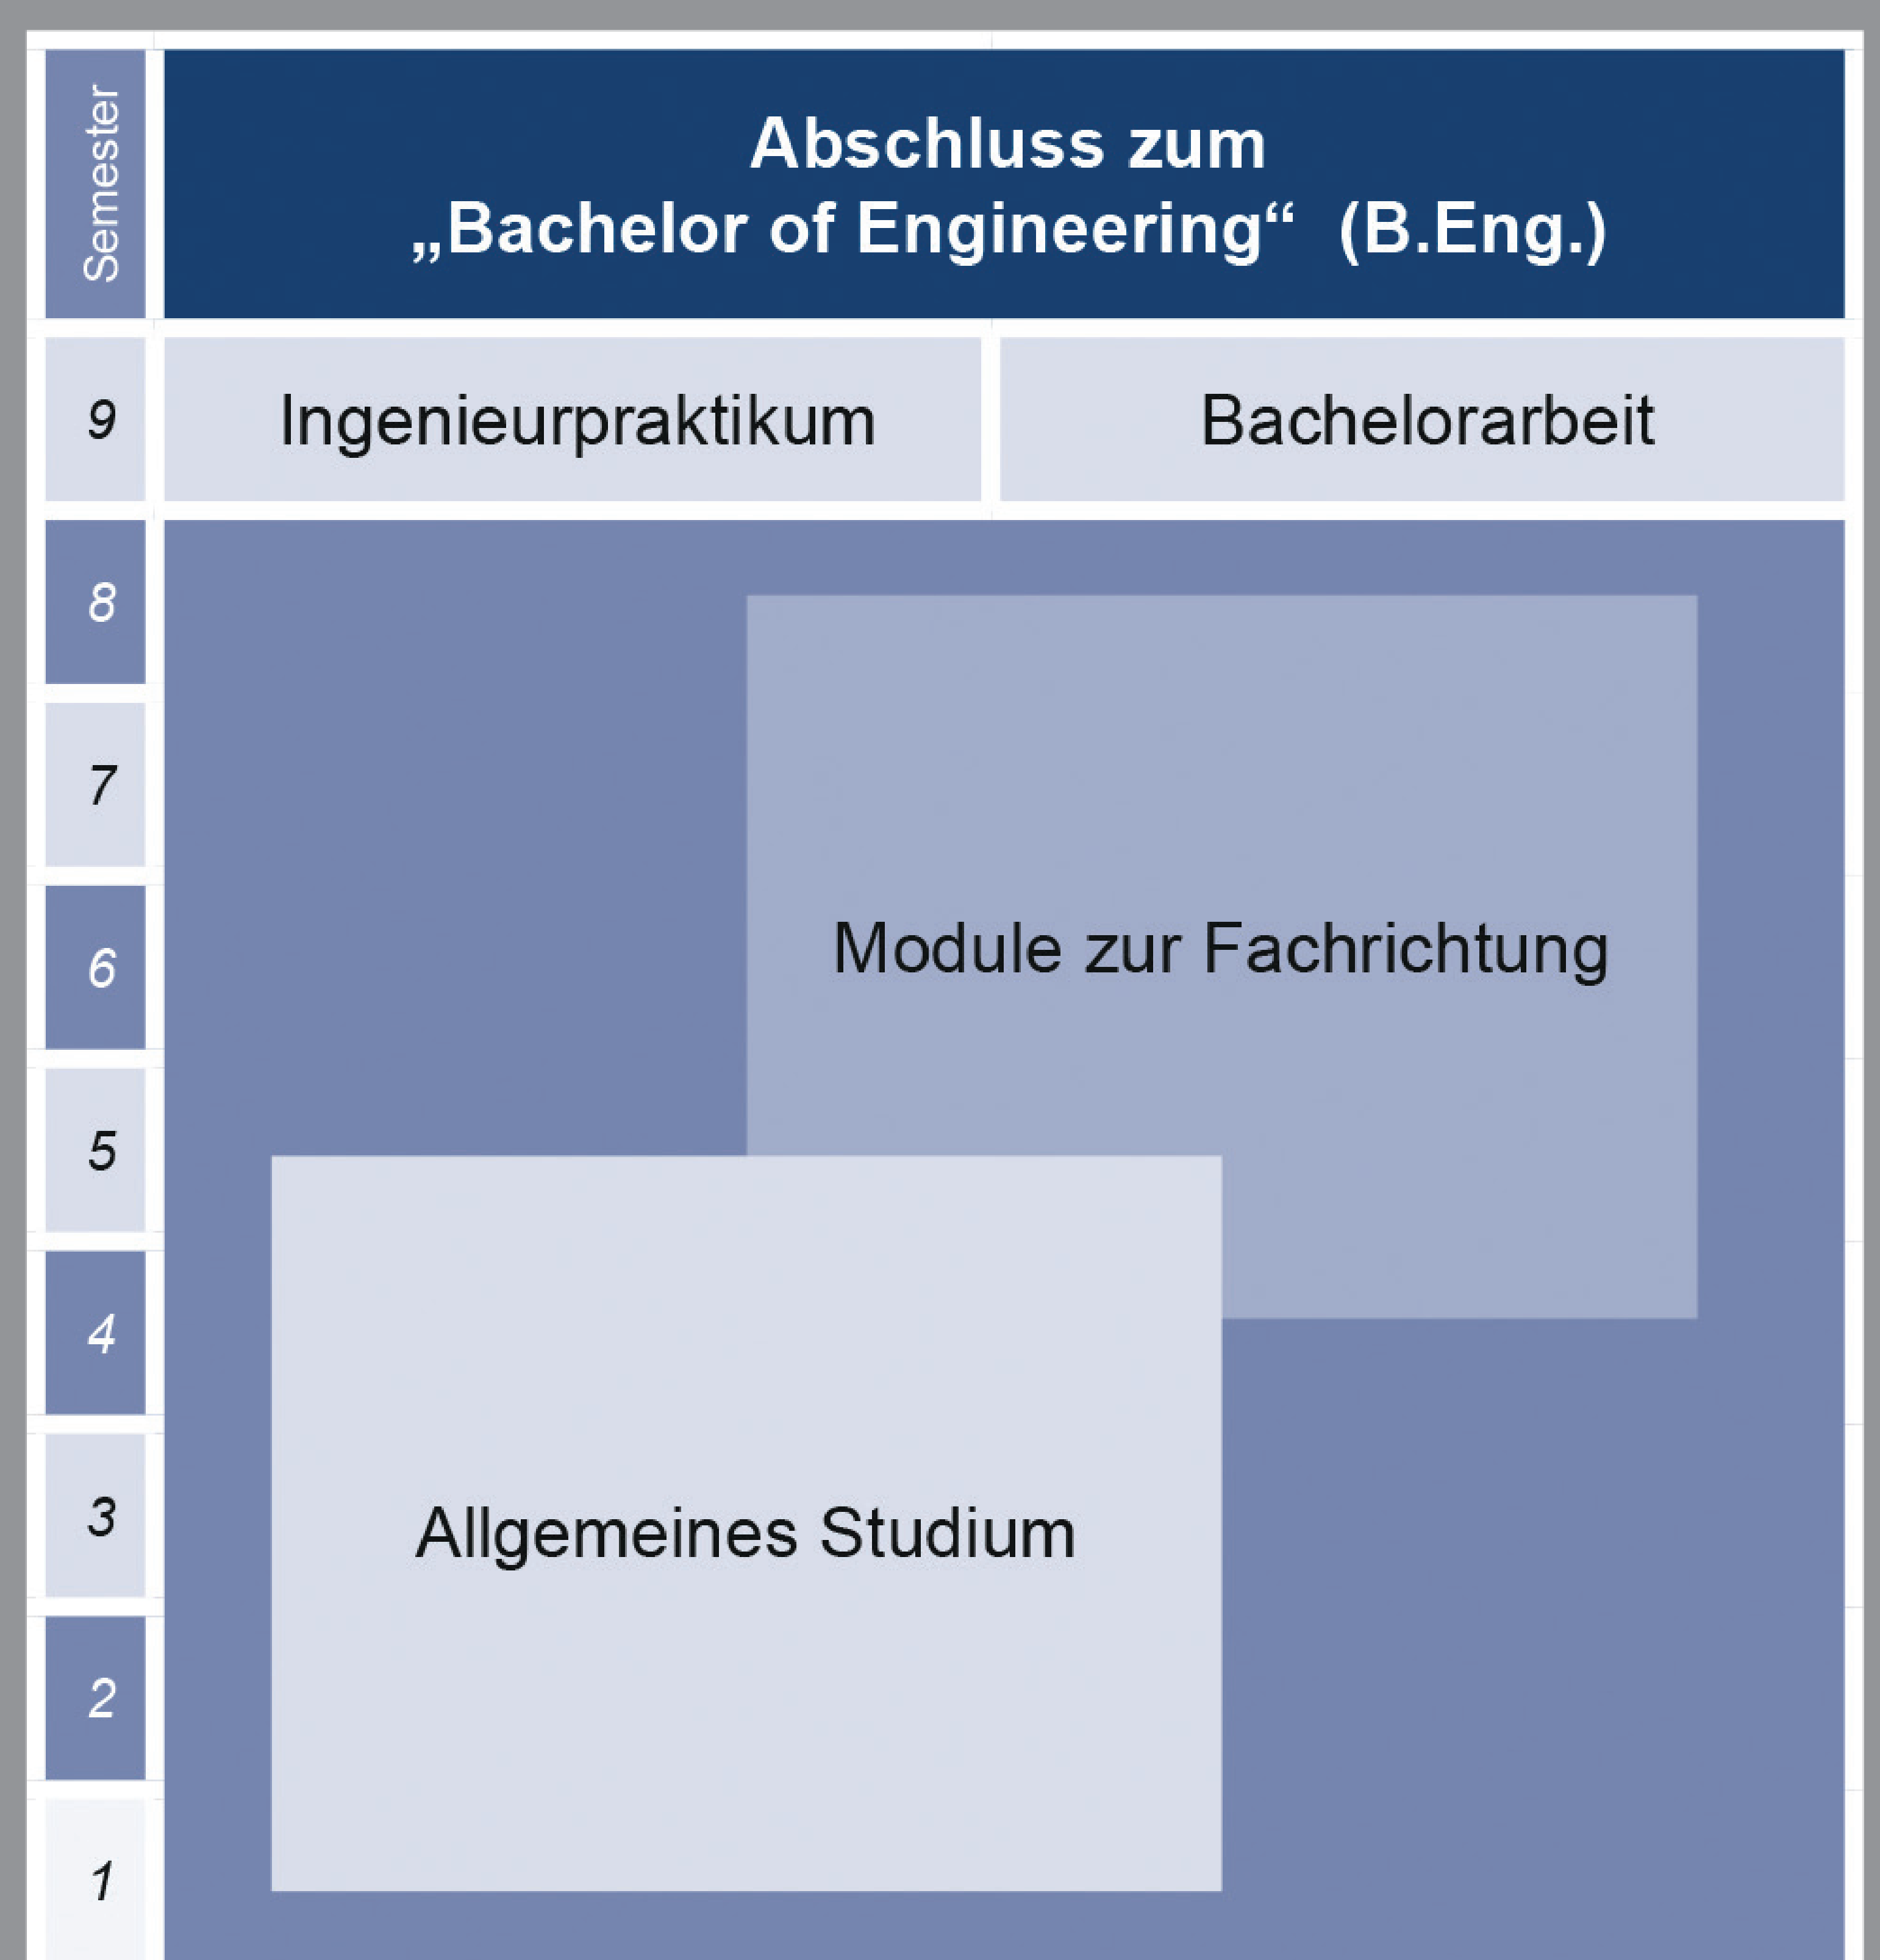 Semester
Abschluss zum
„Bachelor of Engineering“ (B.Eng.)
9
Ingenieurpraktikum
Bachelorarbeit
8
7
6
Module zur Fachrichtung
5
4
3
Allgemeines Studium
2
1